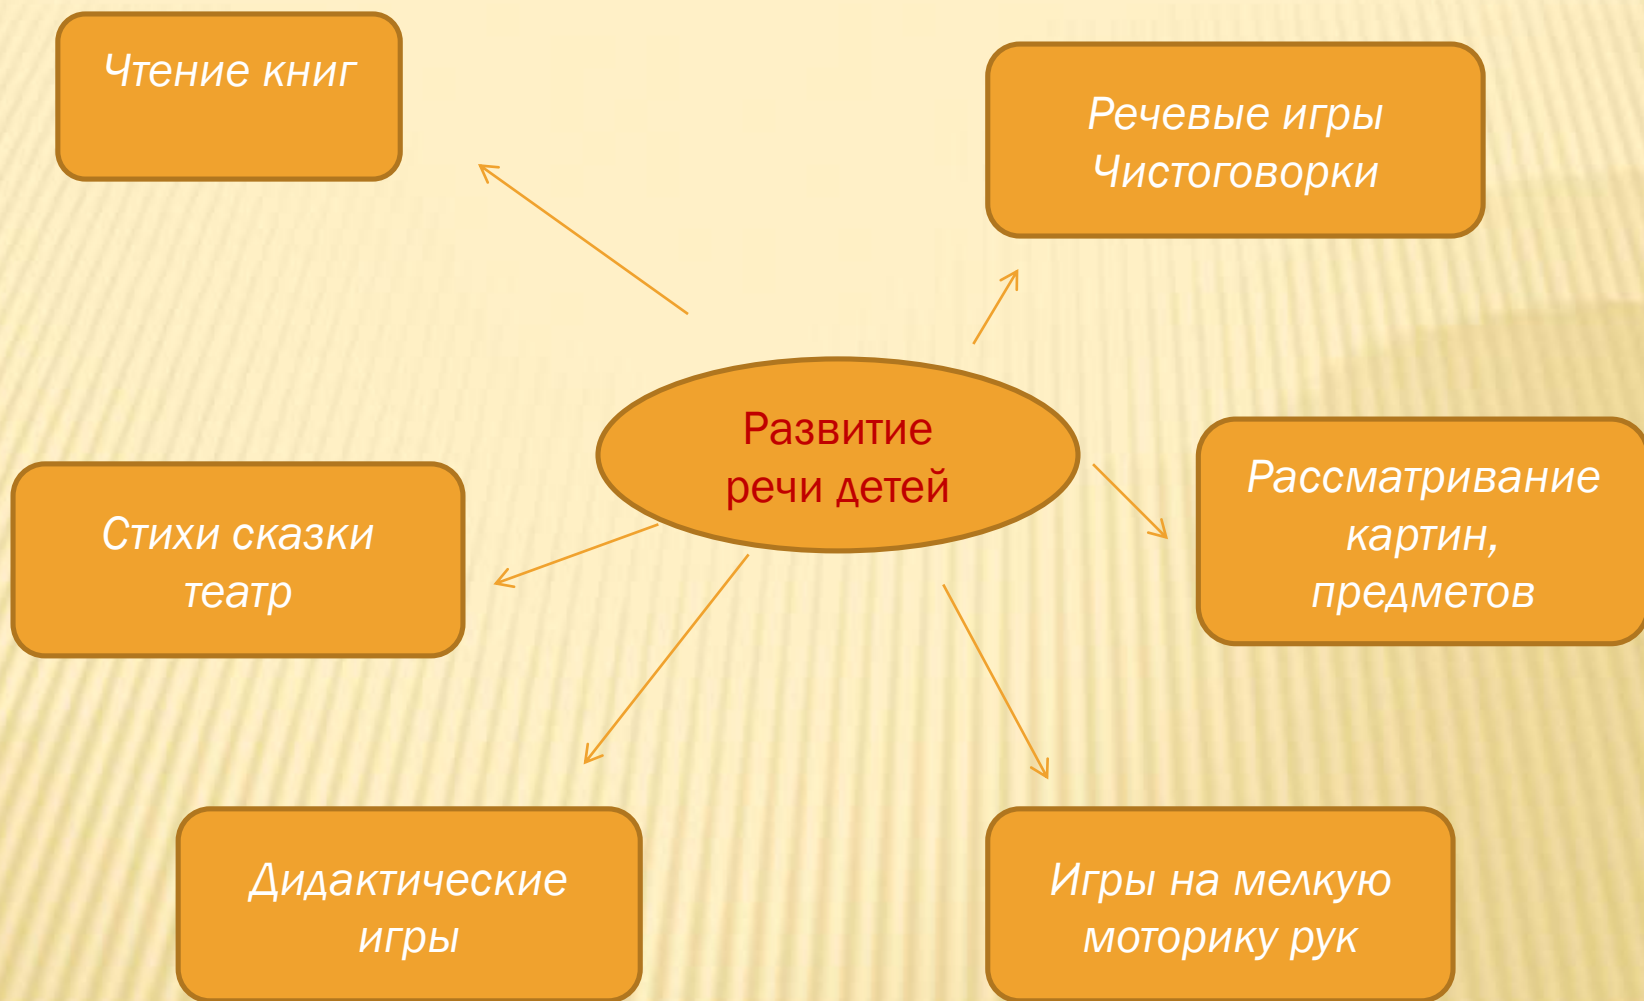 Чтение книг
Речевые игры
Чистоговорки
Развитие
речи детей
Рассматривание
картин,
предметов
Стихи сказки
театр
Дидактические
игры
Игры на мелкую
моторику рук